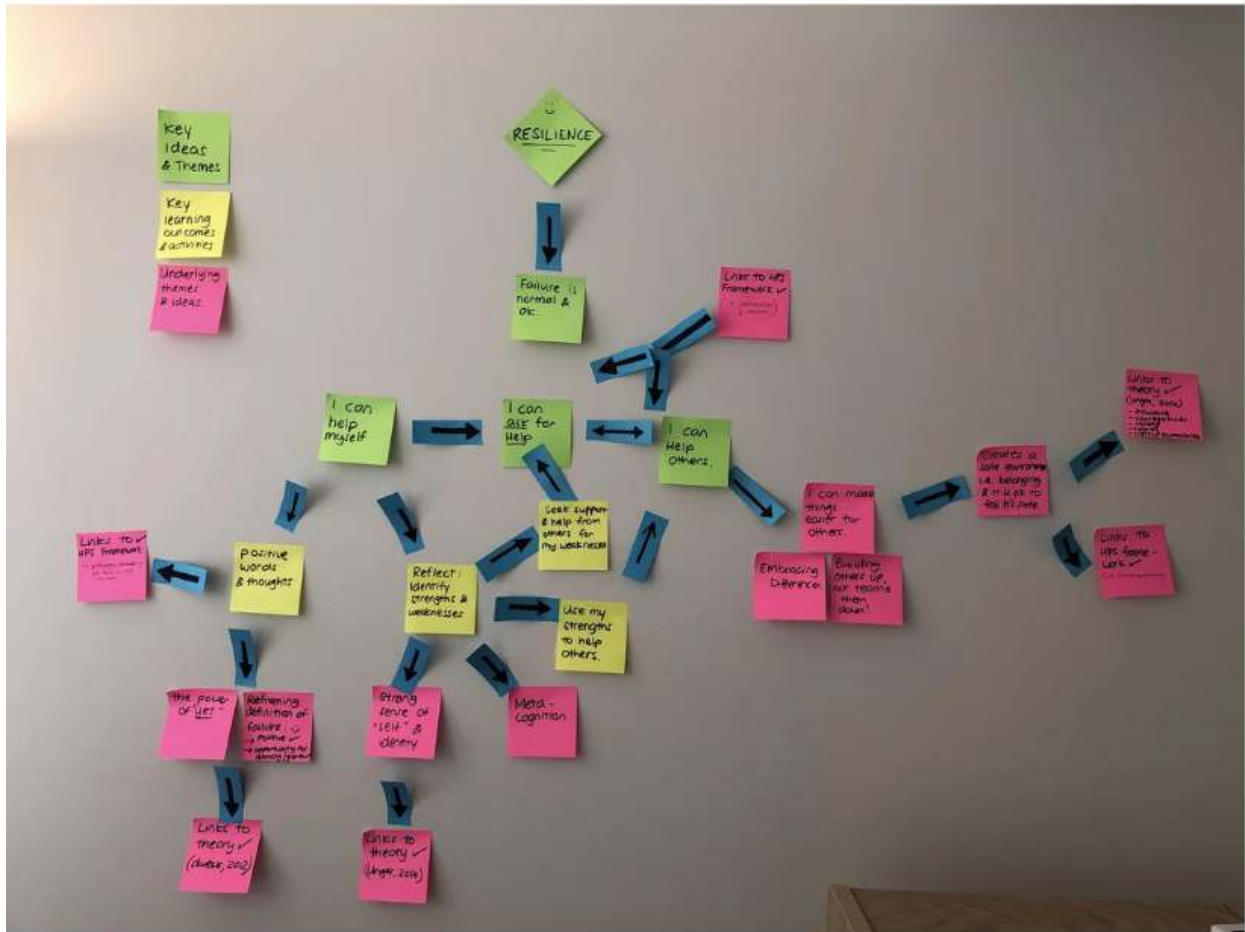 Key
ideas
& Themes
Key
learning
outcomes
& activities
Underlying
themes
& ideas.
RESILIENCE
Failure is
normal &
OK.
Links to HPS
Framework ✓
I can
help
myself
I can
ask for
Help
I can
Help
others.
Links to
theory ✓
Creates a
safe
i.e. belonging
& it is ok to
fail
Links to
HPS frame-
work ✓
I can make
things
easier for
others.
Embracing
Difference.
Building
others up,
not tearing
them
down!
Links to ✓
HPS Framework
positive
words
& thoughts
Reflect:
Identify
strengths &
weaknesses
Seek support
& help from
others for
my weaknesses
Use my
strengths
to help
others.
the power
of "YET"
Reframing
definition of
failure:
→ Positive ✓
→ opportunity for
Strong
sense of
"self" &
identity
Meta-
Cognition
Links to
theory ✓
(dweck, 2012)
Links to
theory ✓